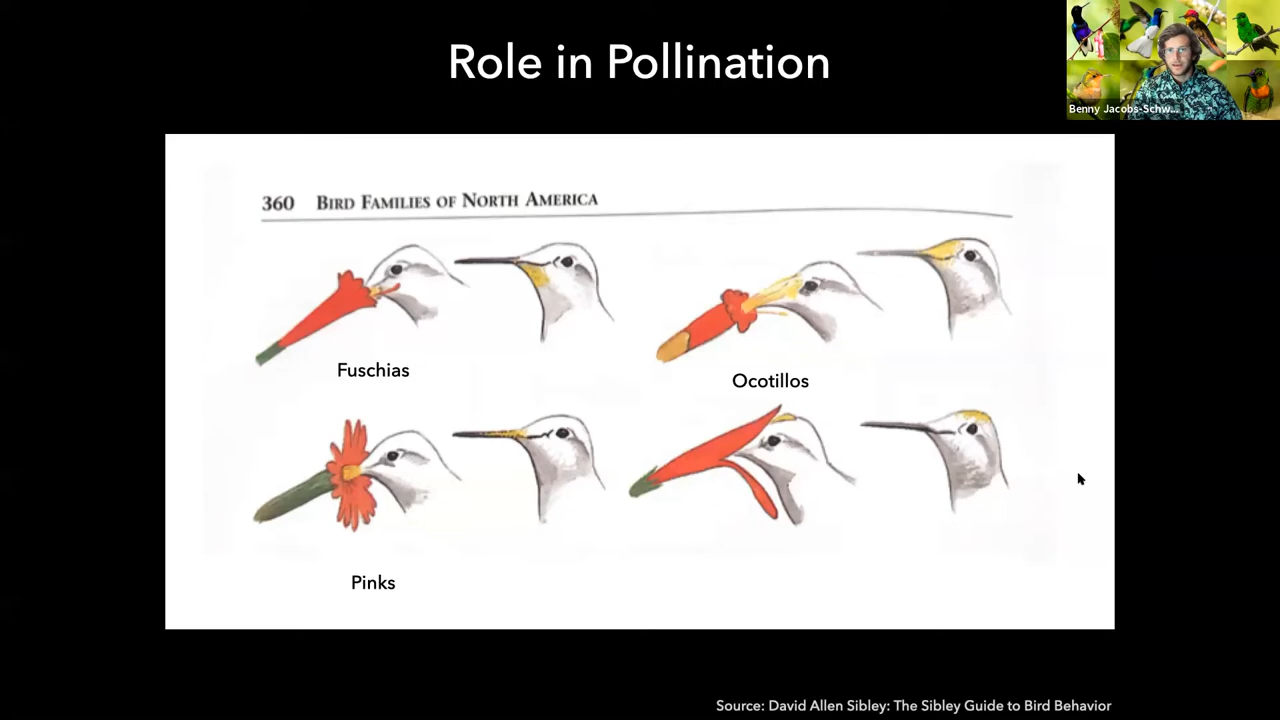 Role in Pollination
Benny Jacobs-Schw...
360 BIRD FAMILIES OF NORTH AMERICA
Fuschias
Ocotillos
Pinks
Source: David Allen Sibley: The Sibley Guide to Bird Behavior